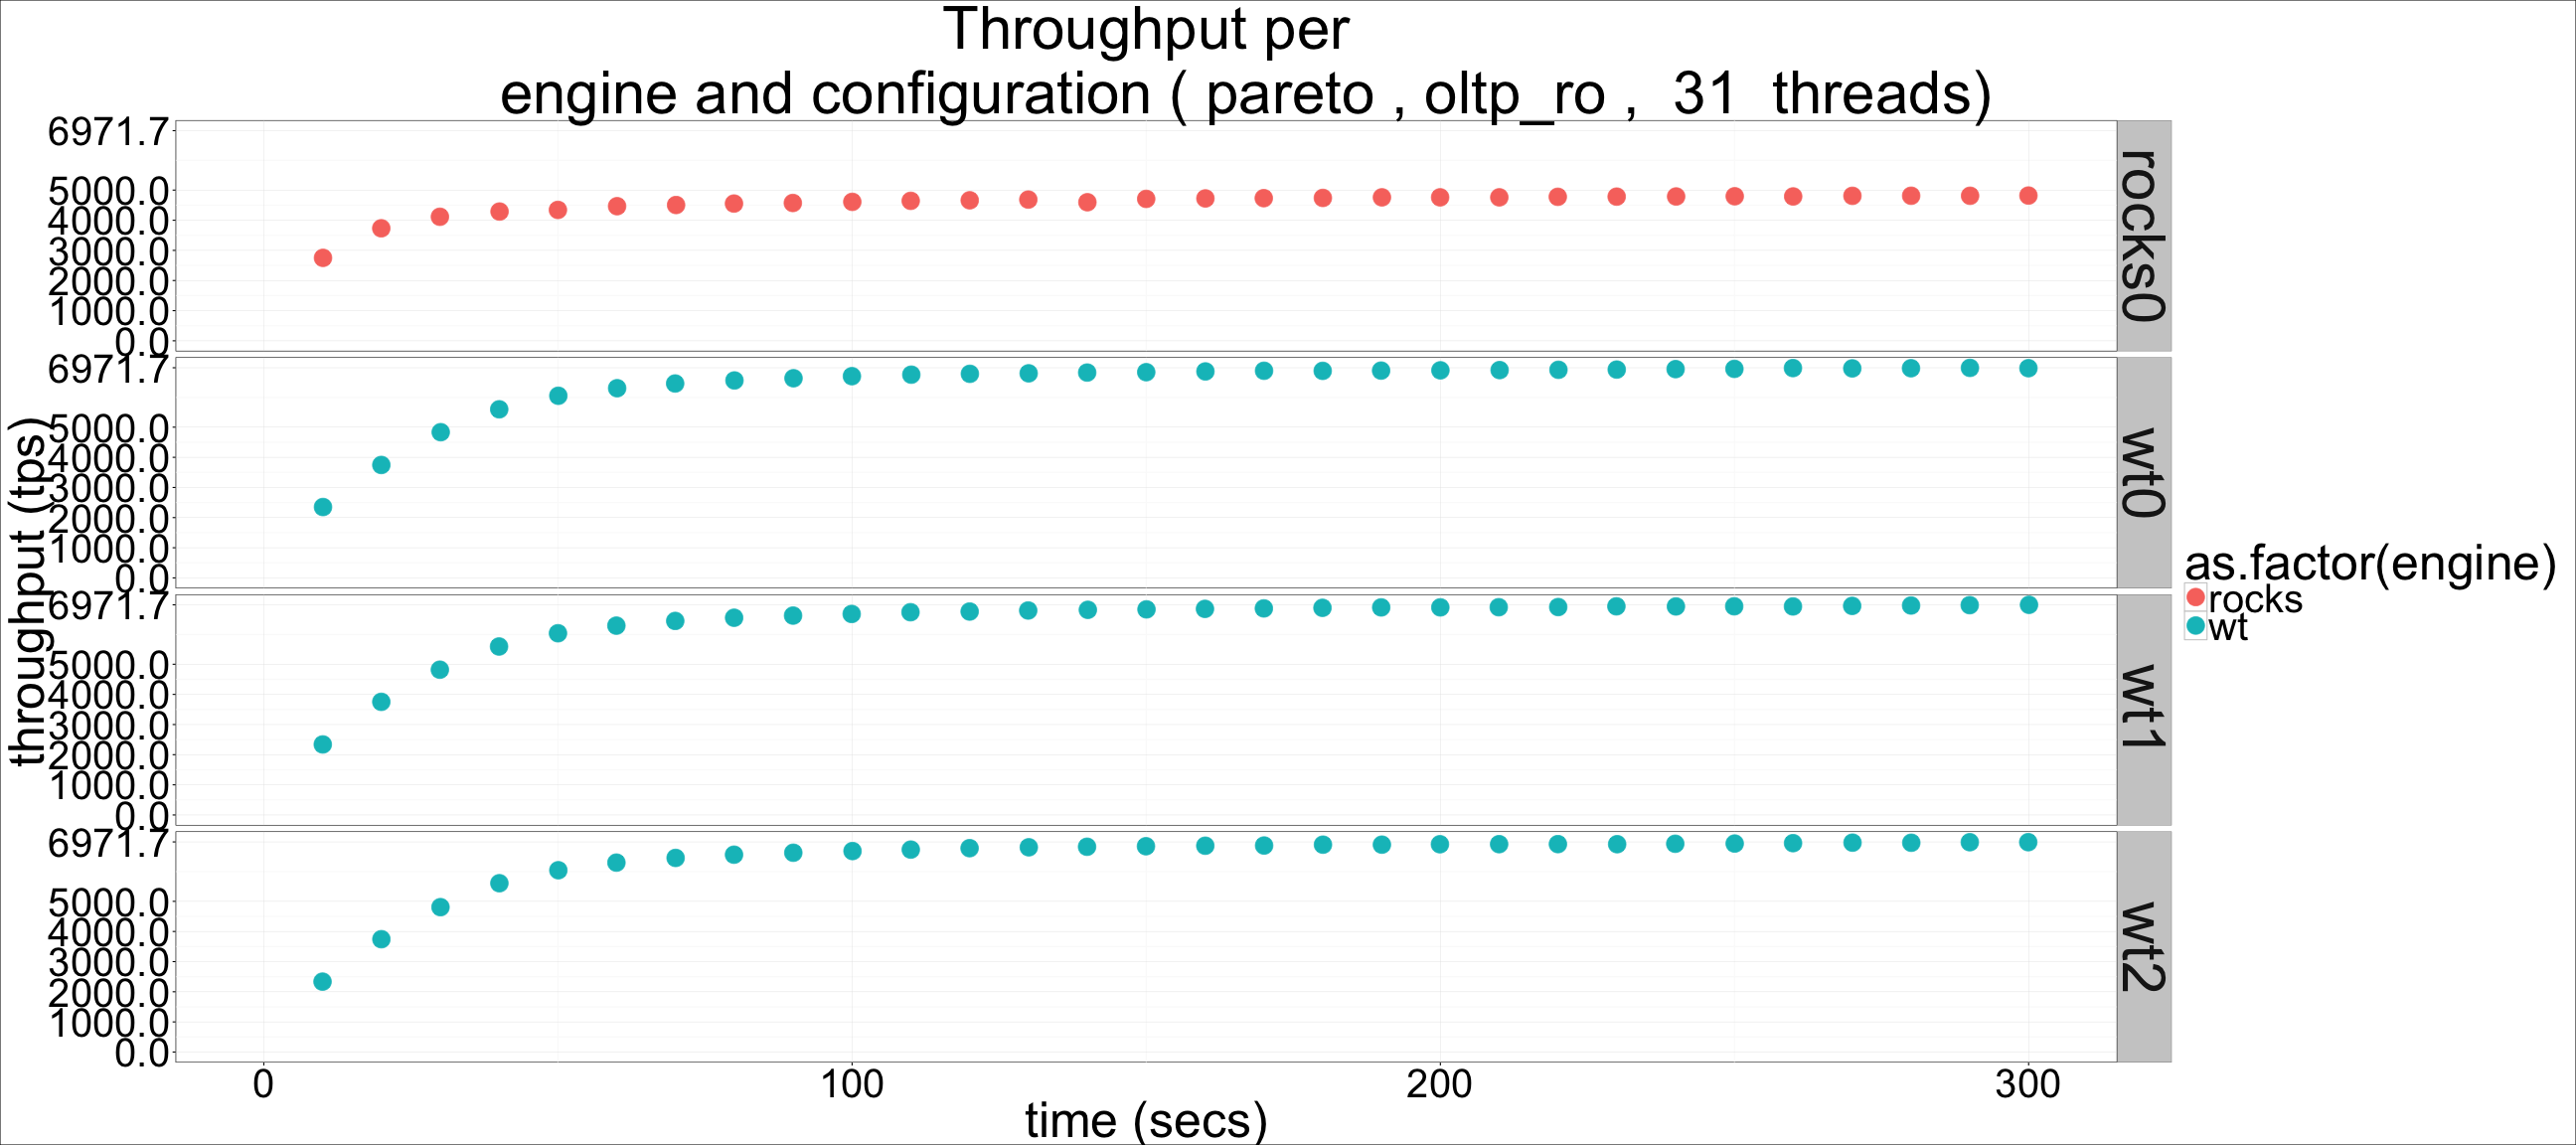 Throughput per
engine and configuration ( pareto , oltp_ro ,  31  threads)
throughput (tps)
6971.7
5000.0
4000.0
3000.0
2000.0
1000.0
0.0
rocks0
6971.7
5000.0
4000.0
3000.0
2000.0
1000.0
0.0
wt0
6971.7
5000.0
4000.0
3000.0
2000.0
1000.0
0.0
wt1
6971.7
5000.0
4000.0
3000.0
2000.0
1000.0
0.0
wt2
0 100 200 300
time (secs)
as.factor(engine)
rocks
wt